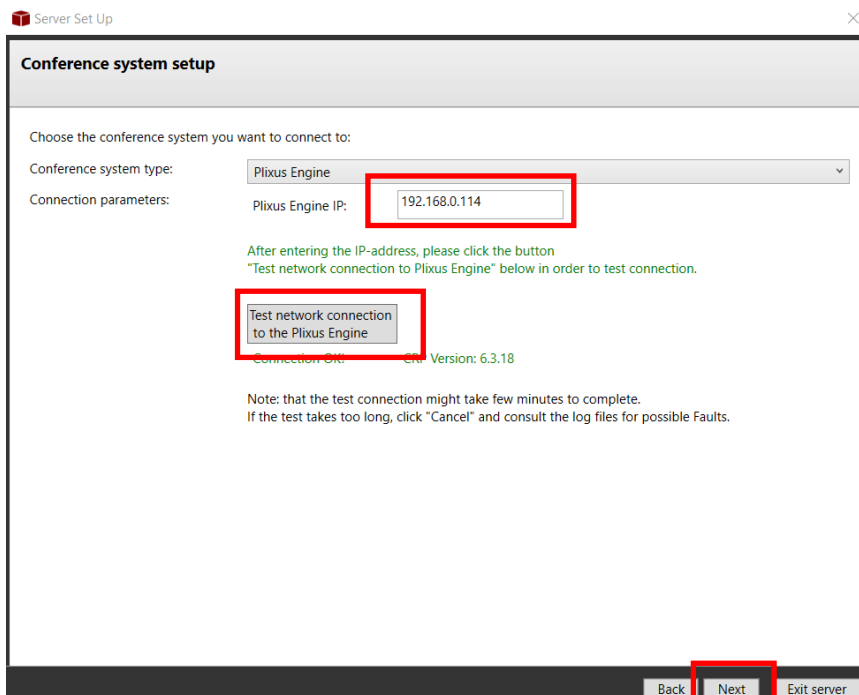 Server Set Up
Conference system setup
Choose the conference system you want to connect to:
Conference system type:
Plixus Engine
Connection parameters:
Plixus Engine IP:
192.168.0.114
After entering the IP-address, please click the button
"Test network connection to Plixus Engine" below in order to test connection.
Test network connection
to the Plixus Engine
Connection OK!
CRP Version: 6.3.18
Note: that the test connection might take few minutes to complete.
If the test takes too long, click "Cancel" and consult the log files for possible Faults.
Back
Next
Exit server